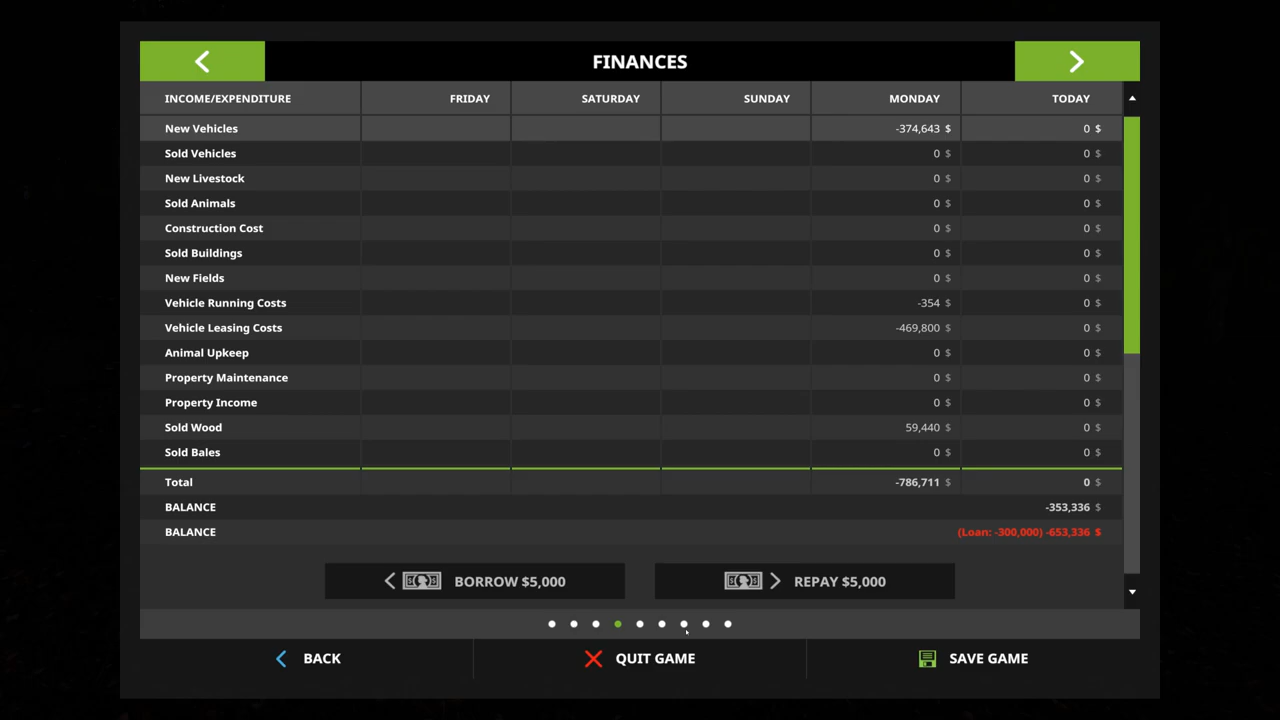 FINANCES
INCOME/EXPENDITURE FRIDAY SATURDAY SUNDAY MONDAY TODAY
New Vehicles -374,643 $ 0 $
Sold Vehicles 0 $ 0 $
New Livestock 0 $ 0 $
Sold Animals 0 $ 0 $
Construction Cost 0 $ 0 $
Sold Buildings 0 $ 0 $
New Fields 0 $ 0 $
Vehicle Running Costs -354 $ 0 $
Vehicle Leasing Costs -469,800 $ 0 $
Animal Upkeep 0 $ 0 $
Property Maintenance 0 $ 0 $
Property Income 0 $ 0 $
Sold Wood 59,440 $ 0 $
Sold Bales 0 $ 0 $
Total -786,711 $ 0 $
BALANCE -353,336 $
BALANCE (Loan: -300,000) -653,336 $
BORROW $5,000 REPAY $5,000
BACK QUIT GAME SAVE GAME